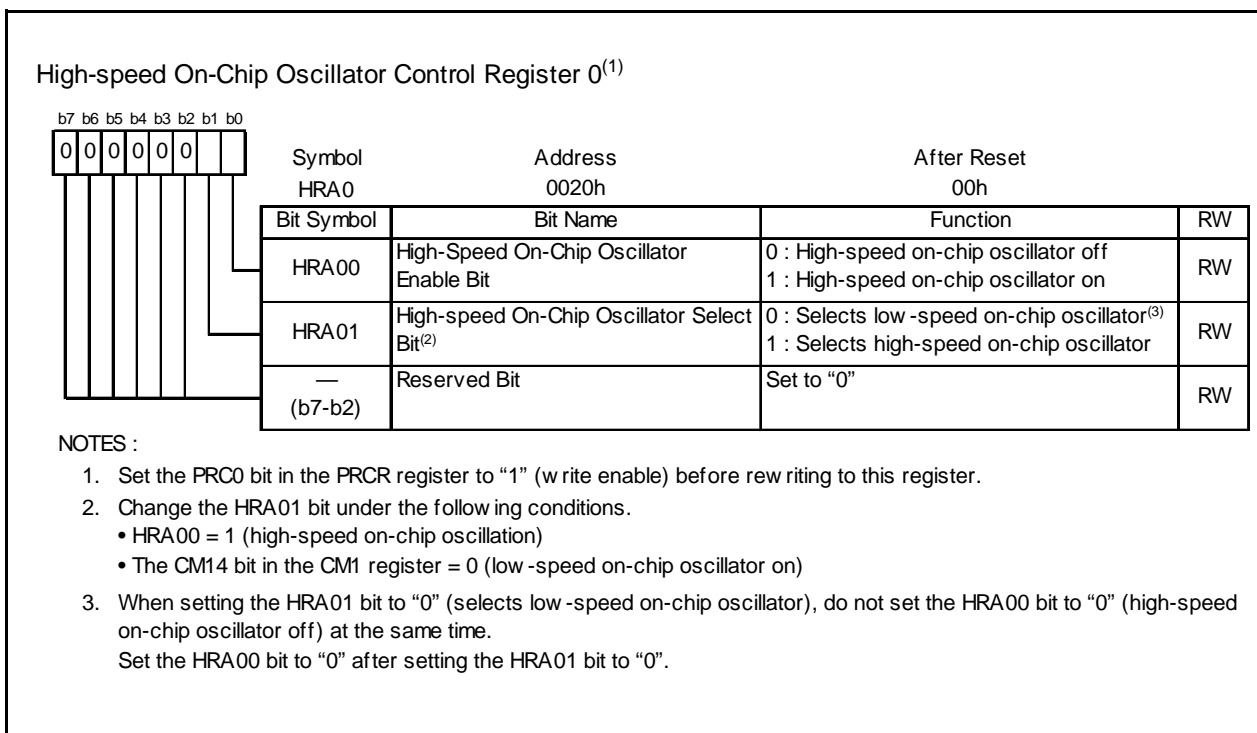 High-speed On-Chip Oscillator Control Register 0(1)
b7 b6 b5 b4 b3 b2 b1 b0
0 0 0 0 0 0
Symbol Address After Reset
HRA0 0020h 00h
Bit Symbol Bit Name Function RW
HRA00 High-Speed On-Chip Oscillator Enable Bit 0 : High-speed on-chip oscillator off
1 : High-speed on-chip oscillator on RW
HRA01 High-speed On-Chip Oscillator Select Bit(2) 0 : Selects low-speed on-chip oscillator(3)
1 : Selects high-speed on-chip oscillator RW
— (b7-b2) Reserved Bit Set to “0” RW
NOTES :
1. Set the PRC0 bit in the PRCR register to “1” (write enable) before rewriting to this register.
2. Change the HRA01 bit under the following conditions.
• HRA00 = 1 (high-speed on-chip oscillation)
• The CM14 bit in the CM1 register = 0 (low-speed on-chip oscillator on)
3. When setting the HRA01 bit to “0” (selects low-speed on-chip oscillator), do not set the HRA00 bit to “0” (high-speed
on-chip oscillator off) at the same time.
Set the HRA00 bit to “0” after setting the HRA01 bit to “0”.